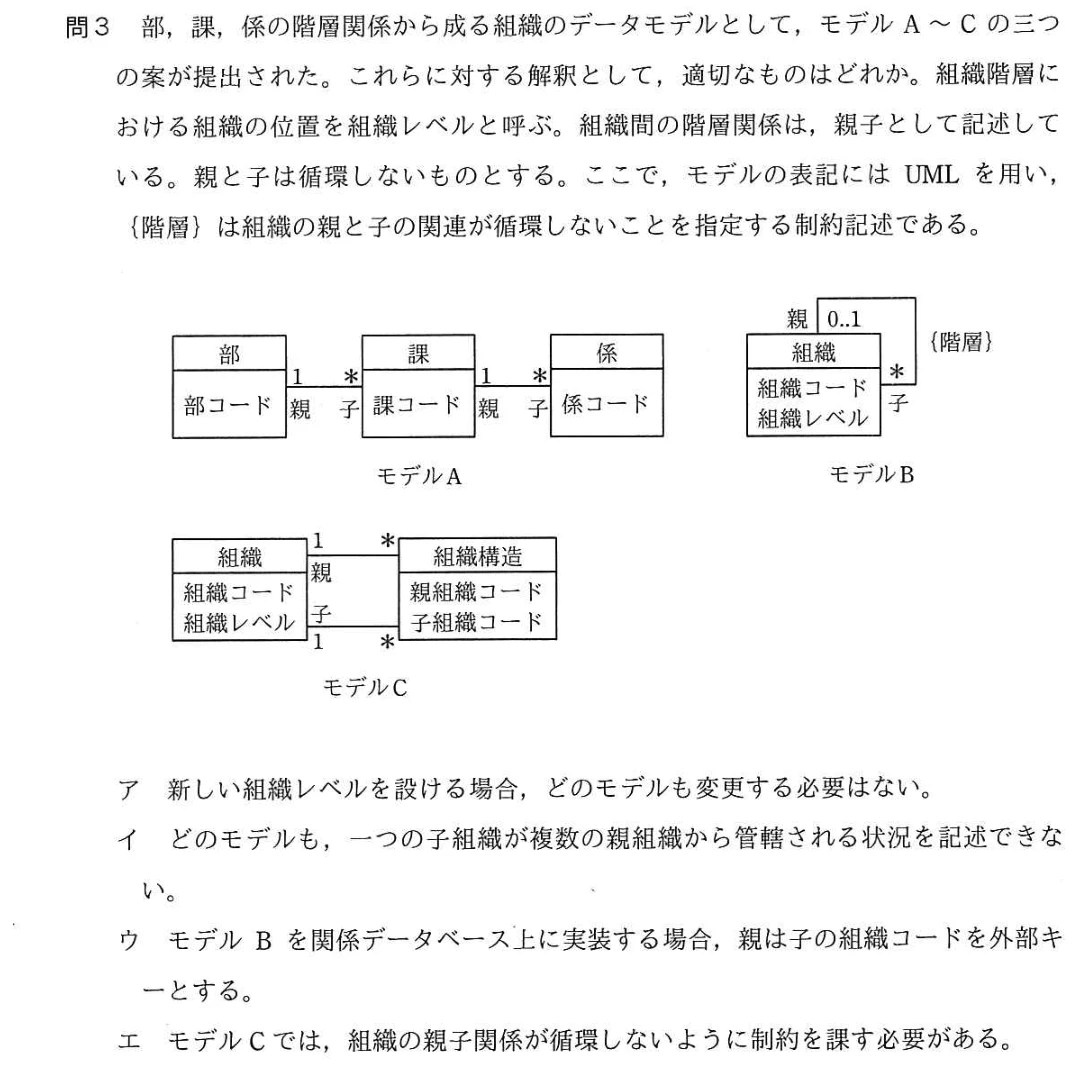 問3 部，課，係の階層関係から成る組織のデータモデルとして，モデル A ～ C の三つ
の案が提出された。これらに対する解釈として，適切なものはどれか。組織階層に
おける組織の位置を組織レベルと呼ぶ。組織間の階層関係は，親子として記述して
いる。親と子は循環しないものとする。ここで，モデルの表記には UML を用い，
{階層} は組織の親と子の関連が循環しないことを指定する制約記述である。
部
部コード
1
親
*
子
課
課コード
1
親
*
子
係
係コード
モデルA
親
0..1
{階層}
組織
組織コード
組織レベル
*
子
モデルB
組織
組織コード
組織レベル
1
親
*
子
1
*
組織構造
親組織コード
子組織コード
モデルC
ア 新しい組織レベルを設ける場合，どのモデルも変更する必要はない。
イ どのモデルも，一つの子組織が複数の親組織から管轄される状況を記述できな
い。
ウ モデル B を関係データベース上に実装する場合，親は子の組織コードを外部キ
ーとする。
エ モデルCでは，組織の親子関係が循環しないように制約を課す必要がある。